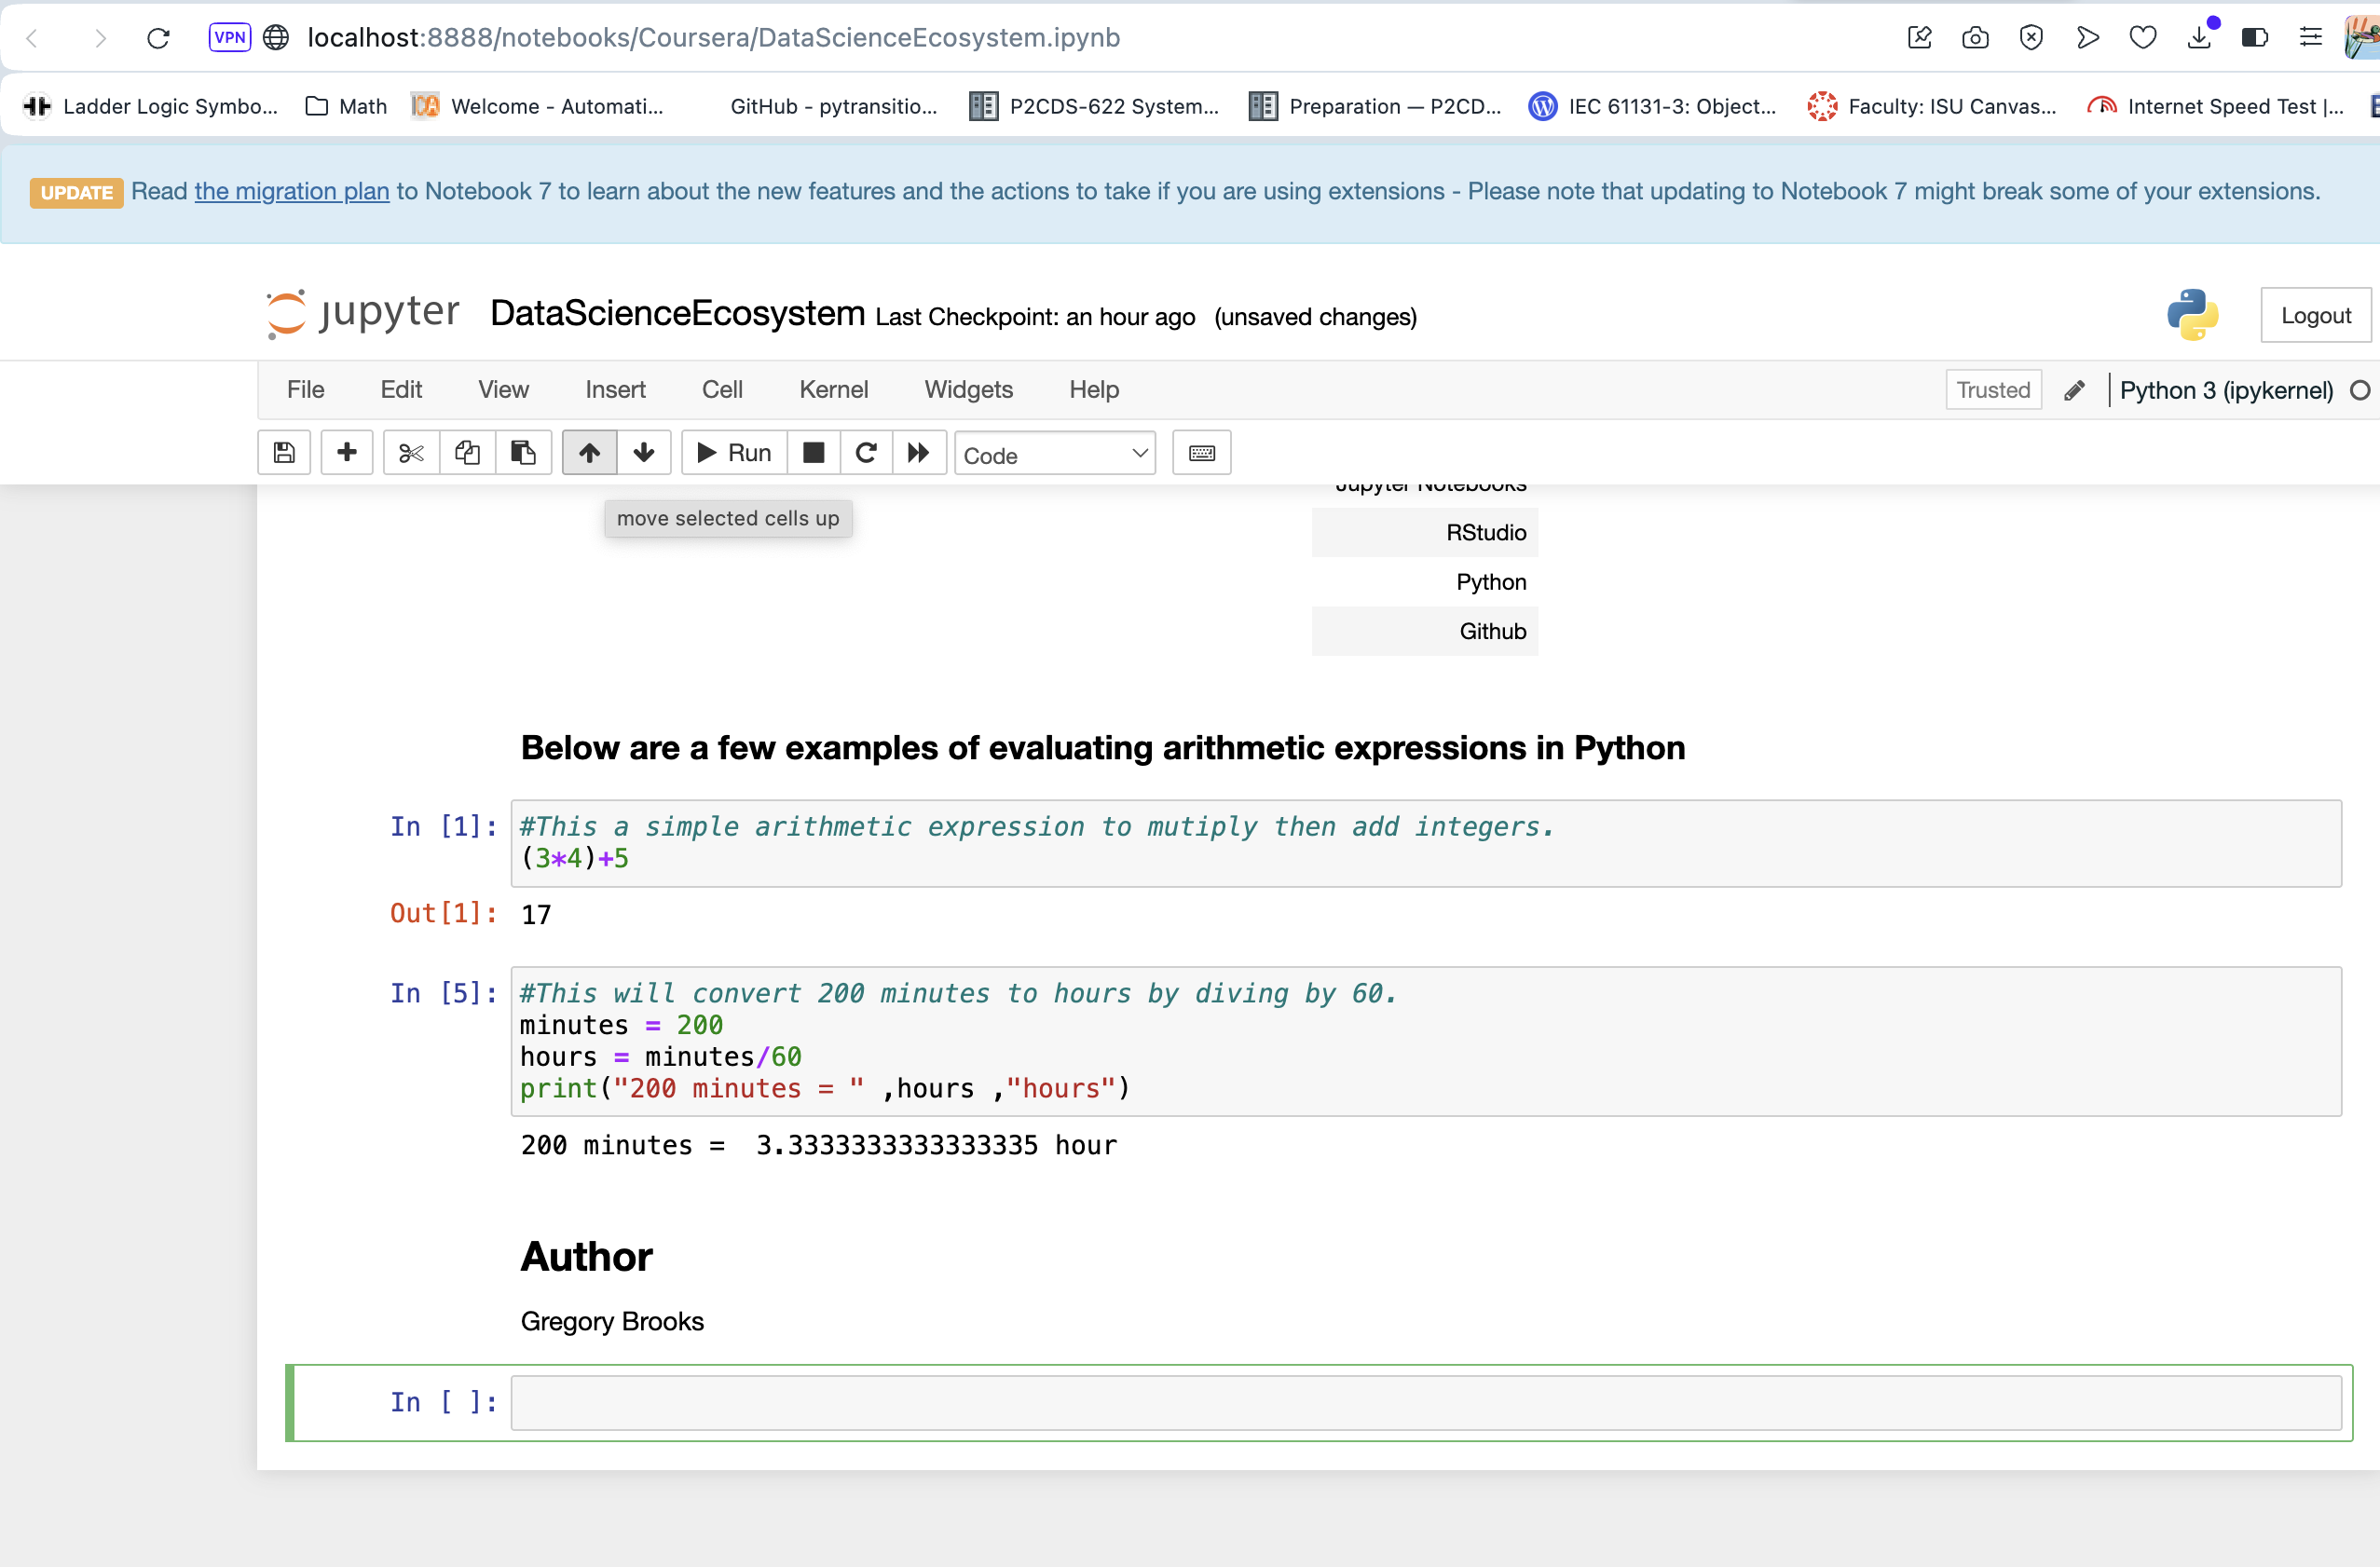 VPN localhost:8888/notebooks/Coursera/DataScienceEcosystem.ipynb
Ladder Logic Symbo... Math Welcome - Automati... GitHub - pytransitio... P2CDS-622 System... Preparation — P2CD... IEC 61131-3: Object... Faculty: ISU Canvas... Internet Speed Test |...
UPDATE Read the migration plan to Notebook 7 to learn about the new features and the actions to take if you are using extensions - Please note that updating to Notebook 7 might break some of your extensions.
jupyter DataScienceEcosystem Last Checkpoint: an hour ago (unsaved changes) Logout
File Edit View Insert Cell Kernel Widgets Help Trusted Python 3 (ipykernel)
Run Code
Jupyter Notebooks
move selected cells up
RStudio
Python
Github
Below are a few examples of evaluating arithmetic expressions in Python
In [1]: #This a simple arithmetic expression to mutiply then add integers.
(3*4)+5
Out[1]: 17
In [5]: #This will convert 200 minutes to hours by diving by 60.
minutes = 200
hours = minutes/60
print("200 minutes = " ,hours ,"hours")
200 minutes =  3.3333333333333335 hour
Author
Gregory Brooks
In [ ]: